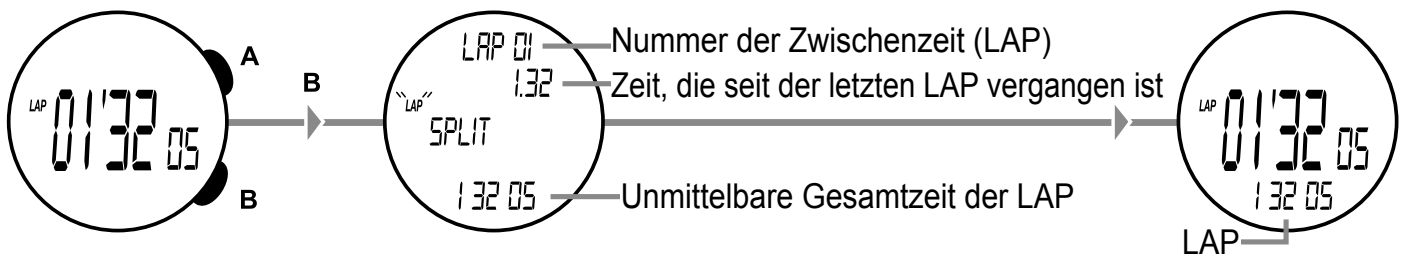 LAP 01'32 05
A
B
B
LAP 01
1.32
LAP
SPLIT
1 32 05
Nummer der Zwischenzeit (LAP)
Zeit, die seit der letzten LAP vergangen ist
Unmittelbare Gesamtzeit der LAP
LAP 01'32 05
1 32 05
LAP